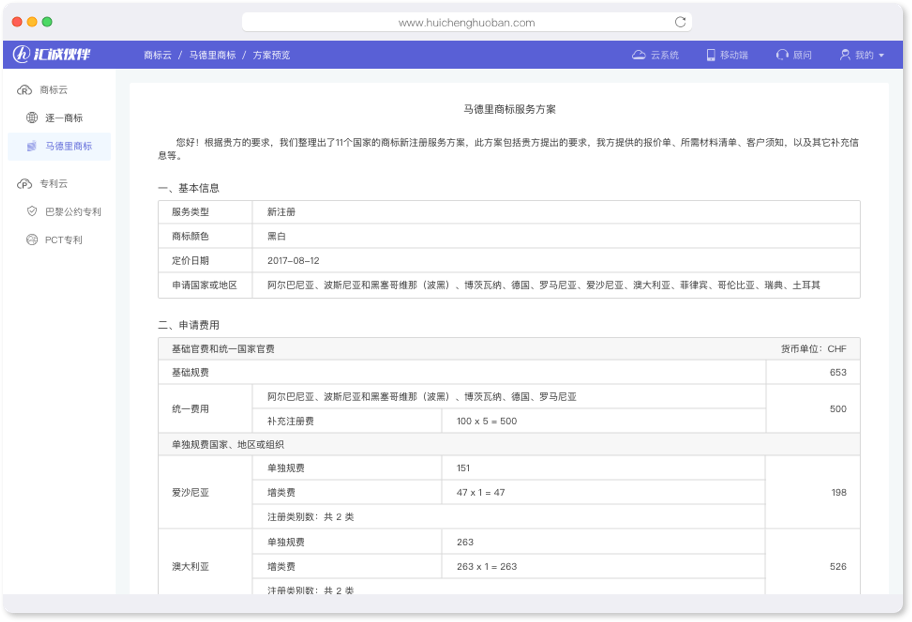 www.huichenghuoban.com
汇诚伙伴
商标云 / 马德里商标 / 方案预览
云系统
移动端
顾问
我的
商标云
逐一商标
马德里商标
专利云
巴黎公约专利
PCT专利
马德里商标服务方案
您好！根据贵方的要求，我们整理出了11个国家的商标新注册服务方案，此方案包括贵方提出的要求，我方提供的报价单、所需材料清单、客户须知，以及其它补充信
息等。
一、基本信息
服务类型 新注册
商标颜色 黑白
定价日期 2017-08-12
申请国家或地区 阿尔巴尼亚、波斯尼亚和黑塞哥维那（波黑）、博茨瓦纳、德国、罗马尼亚、爱沙尼亚、澳大利亚、菲律宾、哥伦比亚、瑞典、土耳其
二、申请费用
基础官费和统一国家官费 货币单位：CHF
基础规费 653
统一费用 阿尔巴尼亚、波斯尼亚和黑塞哥维那（波黑）、博茨瓦纳、德国、罗马尼亚 500
补充注册费 100 x 5 = 500
单独规费国家、地区或组织
爱沙尼亚 单独规费 151 198
增类费 47 x 1 = 47
注册类别数：共 2 类
澳大利亚 单独规费 263 526
增类费 263 x 1 = 263
注册类别数：共 2 类